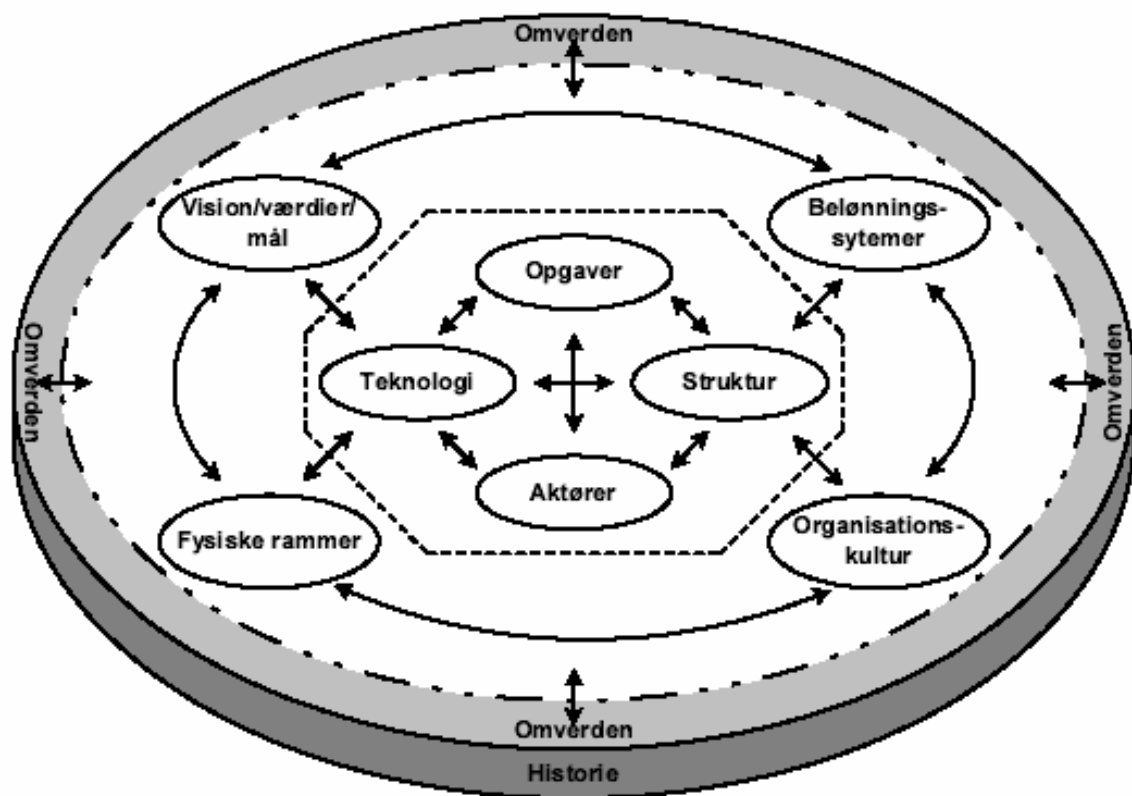 Omverden
Vision/værdier/
mål
Belønnings-
sytemer
Opgaver
Omverden
Teknologi
Struktur
Omverden
Aktører
Fysiske rammer
Organisations-
kultur
Omverden
Historie